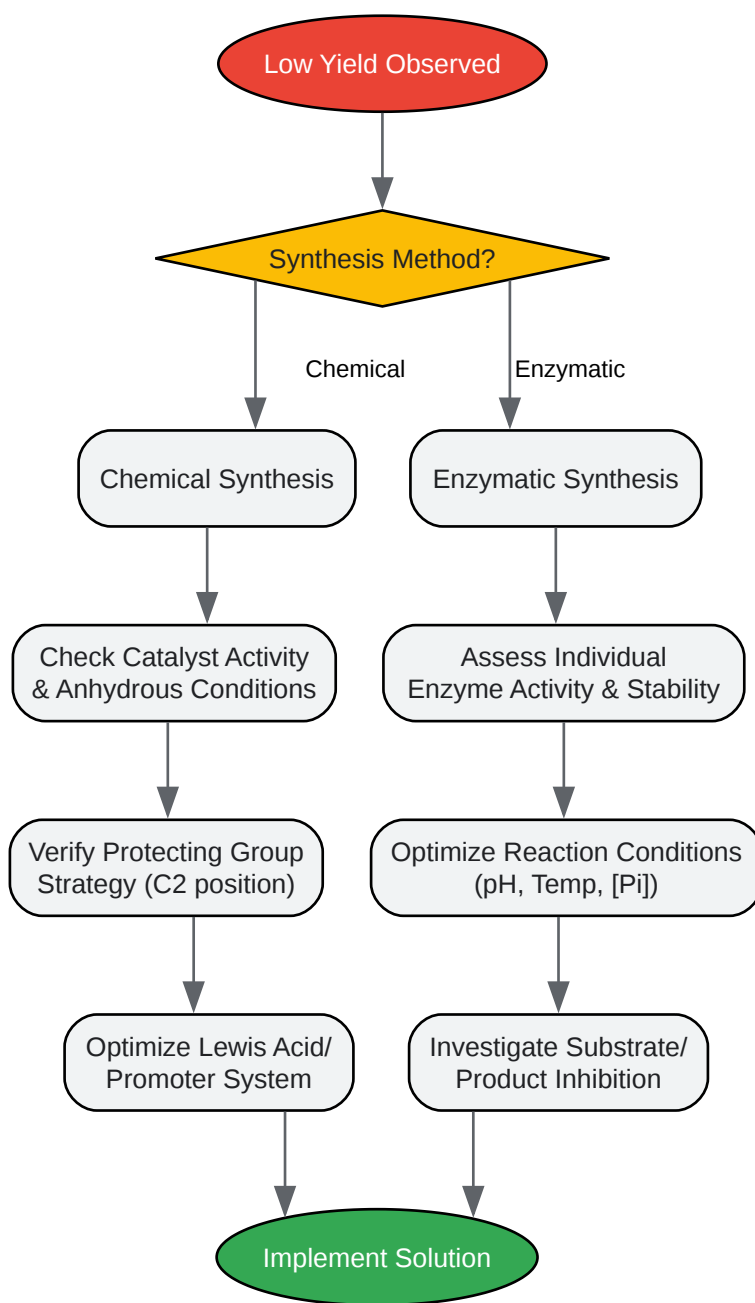 Low Yield Observed
Synthesis Method?
Chemical
Enzymatic
Chemical Synthesis
Enzymatic Synthesis
Check Catalyst Activity
& Anhydrous Conditions
Assess Individual
Enzyme Activity & Stability
Verify Protecting Group
Strategy (C2 position)
Optimize Reaction Conditions
(pH, Temp, [Pi])
Optimize Lewis Acid/
Promoter System
Investigate Substrate/
Product Inhibition
Implement Solution